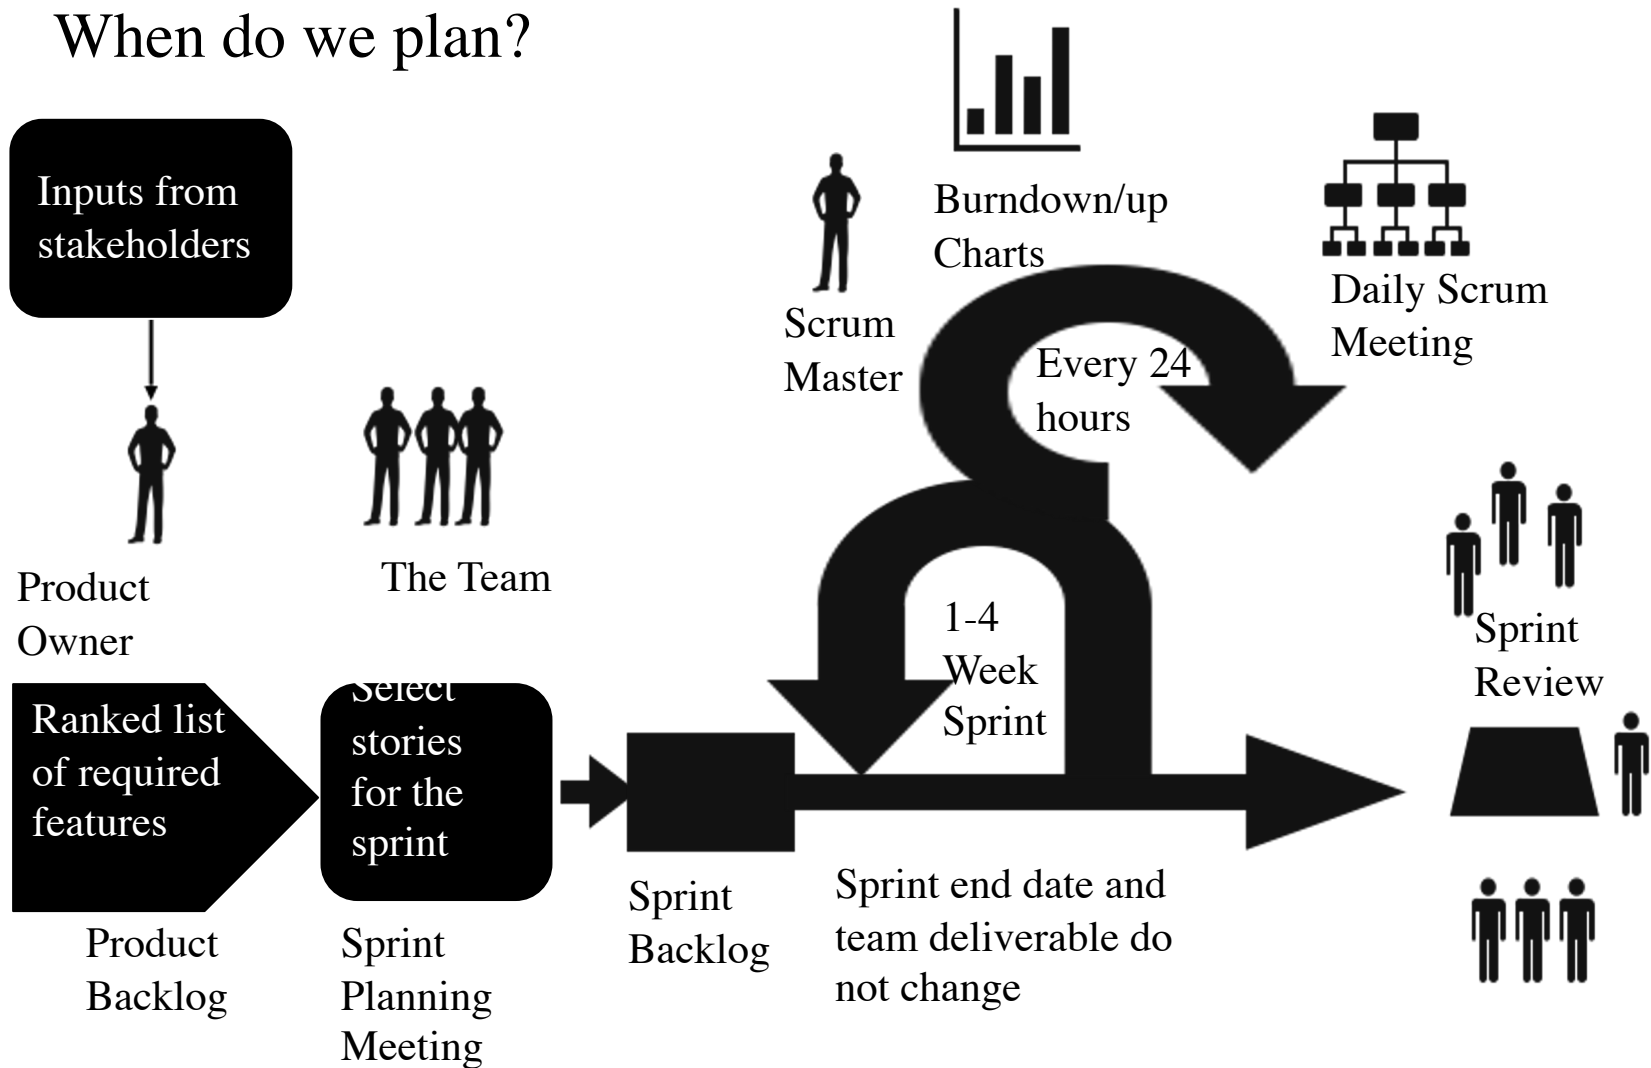 When do we plan?
Inputs from
stakeholders
Burndown/up
Charts
Scrum
Master
Every 24
hours
Daily Scrum
Meeting
Product
Owner
The Team
1-4
Week
Sprint
Sprint
Review
Ranked list
of required
features
Select
stories
for the
sprint
Product
Backlog
Sprint
Planning
Meeting
Sprint
Backlog
Sprint end date and
team deliverable do
not change